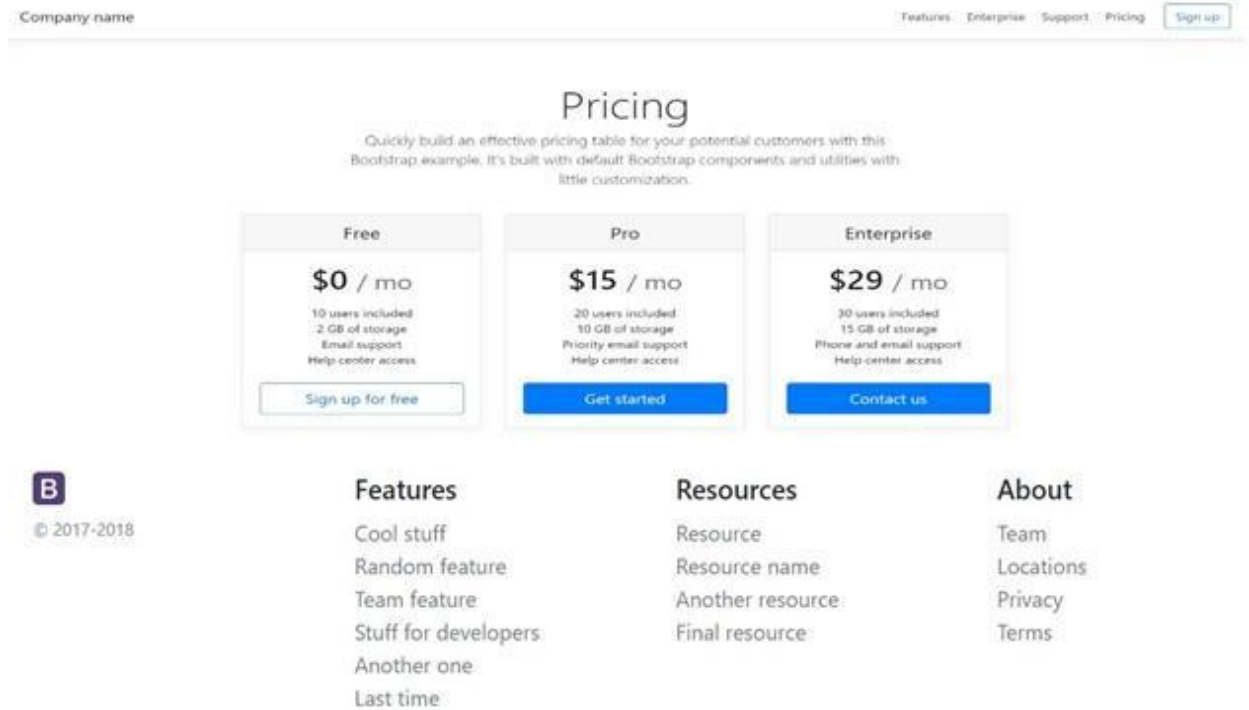 Company name
Features Enterprise Support Pricing Sign up
Pricing
Quickly build an effective pricing table for your potential customers with this
Bootstrap example. It's built with default Bootstrap components and utilities with
little customization.
Free
$0 / mo
10 users included
2 GB of storage
Email support
Help center access
Sign up for free
Pro
$15 / mo
20 users included
10 GB of storage
Priority email support
Help center access
Get started
Enterprise
$29 / mo
30 users included
15 GB of storage
Phone and email support
Help center access
Contact us
B
© 2017-2018
Features
Cool stuff
Random feature
Team feature
Stuff for developers
Another one
Last time
Resources
Resource
Resource name
Another resource
Final resource
About
Team
Locations
Privacy
Terms